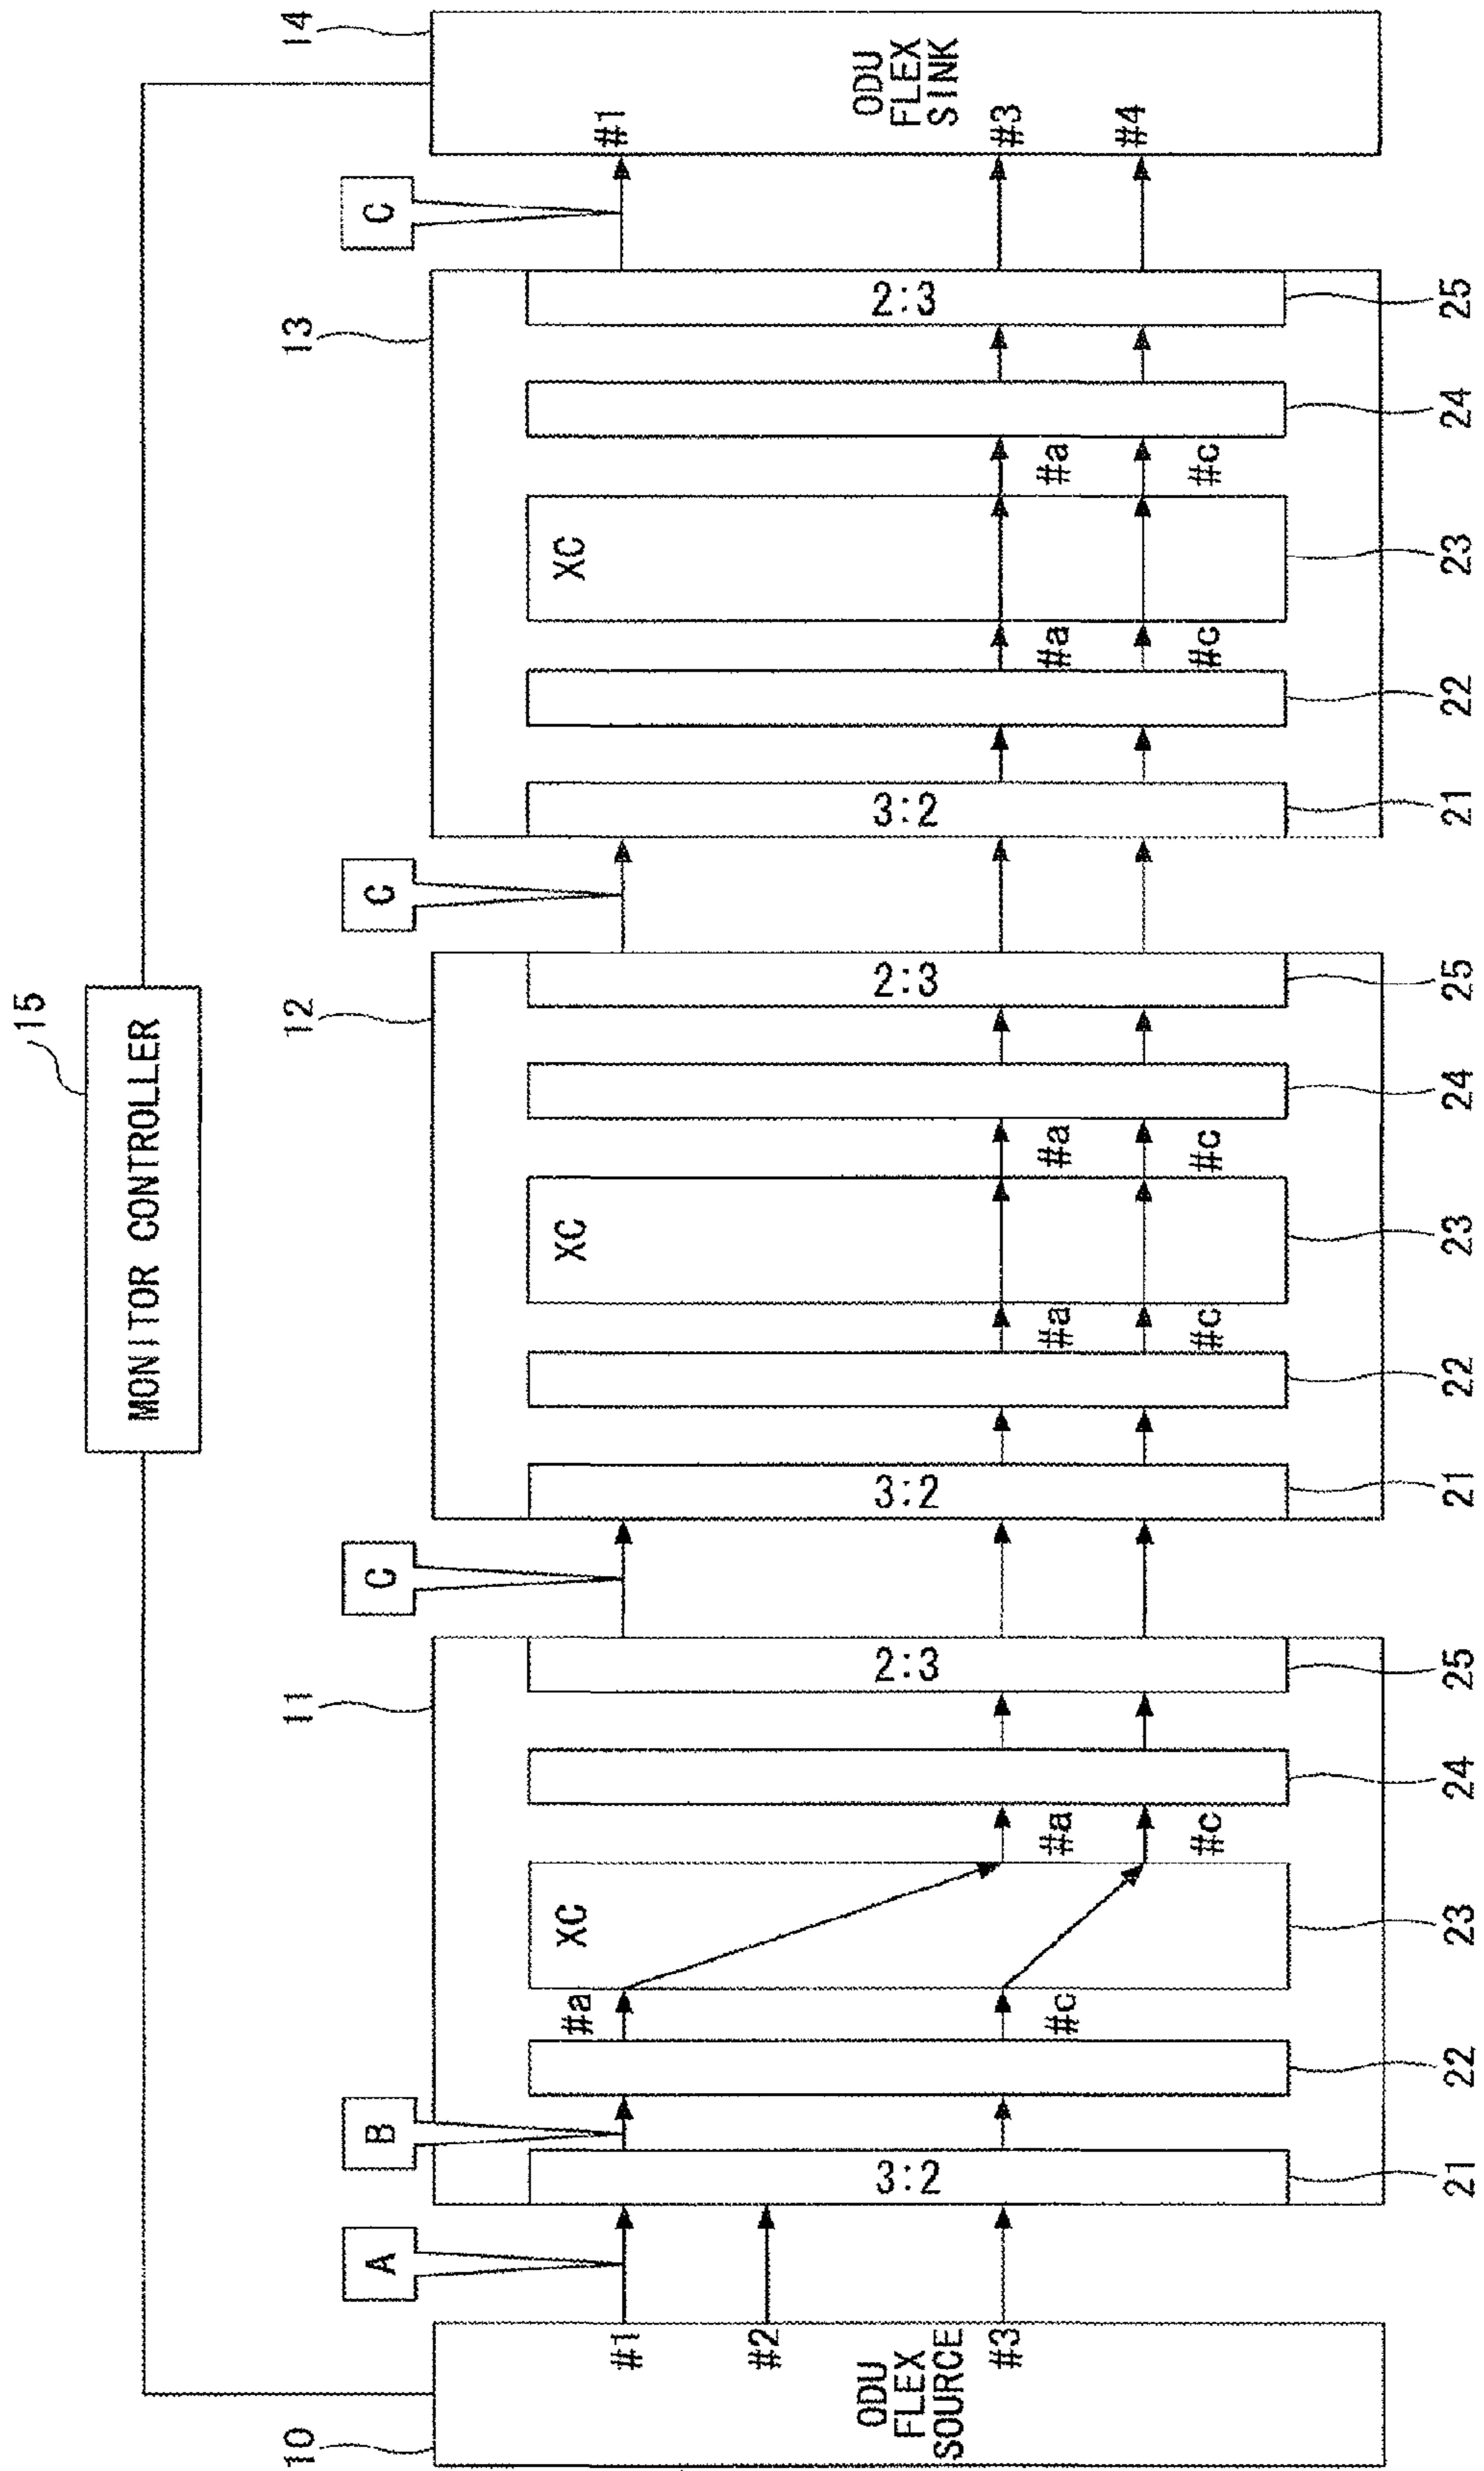 15
MONITOR CONTROLLER
10
11
12
13
14
A
B
C
C
C
#1
#2
#3
ODU
FLEX
SOURCE
3:2
#a
#c
XC
#a
#c
2:3
3:2
#a
#c
XC
#a
#c
2:3
3:2
#a
#c
XC
#a
#c
2:3
#1
#3
#4
ODU
FLEX
SINK
21
22
23
24
25
21
22
23
24
25
21
22
23
24
25